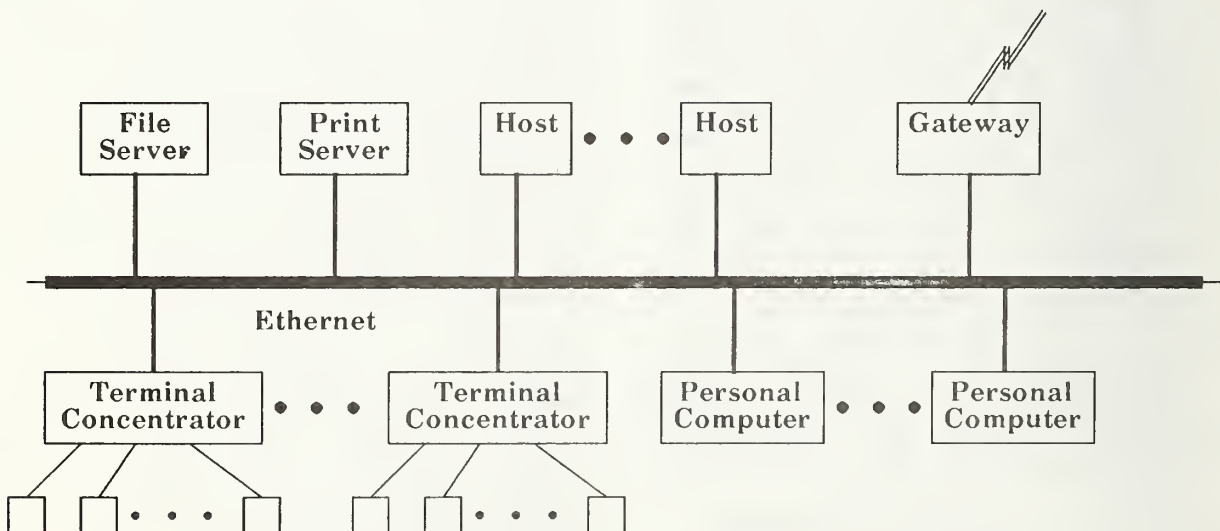 File
Server
Print
Server
Host
Host
Gateway
Ethernet
Terminal
Concentrator
Terminal
Concentrator
Personal
Computer
Personal
Computer